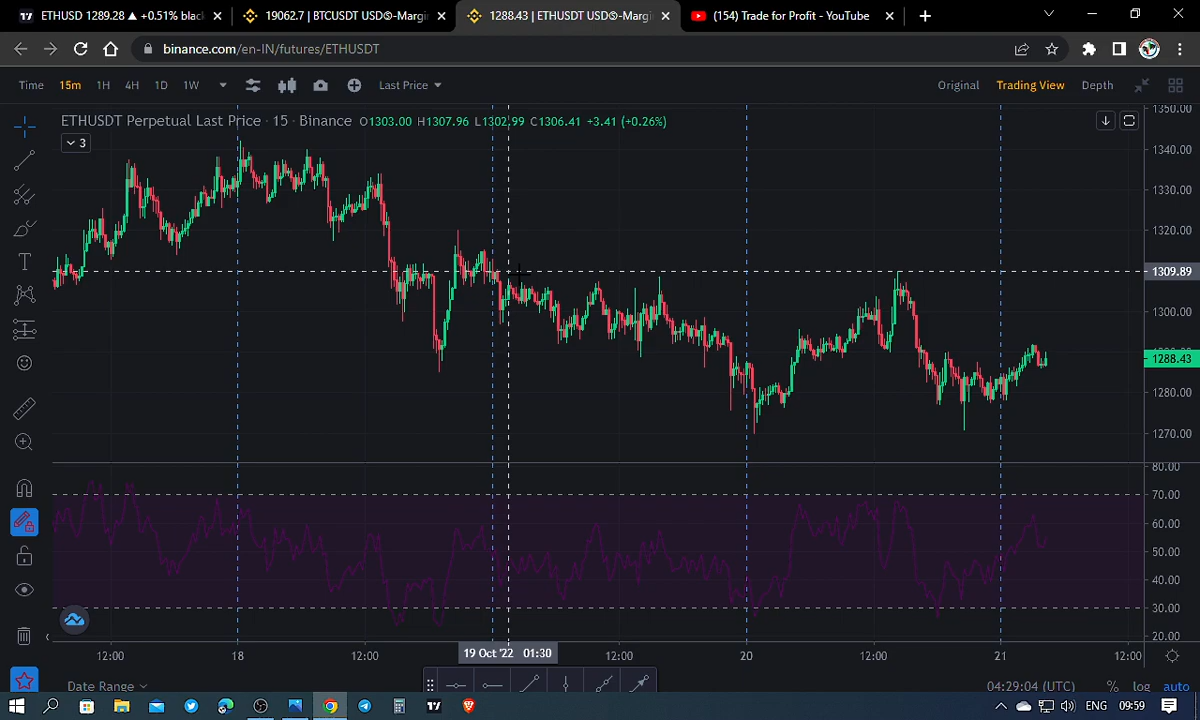 ETHUSD 1289.28 ▲ +0.51% blac
19062.7 | BTCUSDT USDⓈ-Margin
1288.43 | ETHUSDT USDⓈ-Margin
(154) Trade for Profit - YouTube
binance.com/en-IN/futures/ETHUSDT
Time 15m 1H 4H 1D 1W Last Price Original Trading View Depth
ETHUSDT Perpetual Last Price · 15 · Binance O1303.00 H1307.96 L1302.99 C1306.41 +3.41 (+0.26%)
3
1350.00
1340.00
1330.00
1320.00
1309.89
1300.00
1288.43
1280.00
1270.00
80.00
70.00
60.00
50.00
40.00
30.00
20.00
12:00 18 12:00 19 Oct '22 01:30 12:00 20 12:00 21 12:00
Date Range 04:29:04 (UTC) % log auto
ENG 09:59